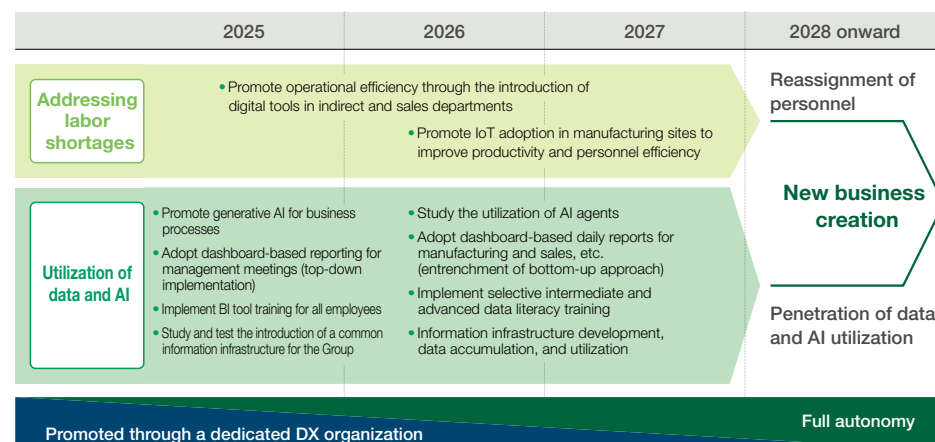 2025 2026 2027 2028 onward
Addressing
labor
shortages
• Promote operational efficiency through the introduction of
digital tools in indirect and sales departments
• Promote IoT adoption in manufacturing sites to
improve productivity and personnel efficiency
Reassignment of
personnel
Utilization of
data and AI
• Promote generative AI for business
processes
• Adopt dashboard-based reporting for
management meetings (top-down
implementation)
• Implement BI tool training for all employees
• Study and test the introduction of a common
information infrastructure for the Group
• Study the utilization of AI agents
• Adopt dashboard-based daily reports for
manufacturing and sales, etc.
(entrenchment of bottom-up approach)
• Implement selective intermediate and
advanced data literacy training
• Information infrastructure development,
data accumulation, and utilization
New business
creation
Penetration of data
and AI utilization
Promoted through a dedicated DX organization
Full autonomy